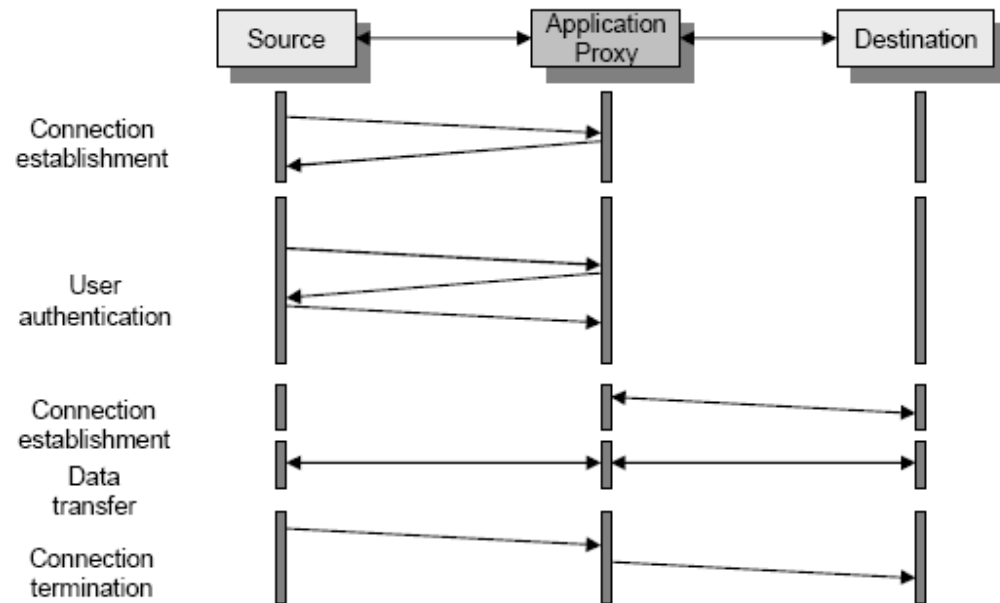 Source
Application
Proxy
Destination
Connection
establishment
User
authentication
Connection
establishment
Data
transfer
Connection
termination